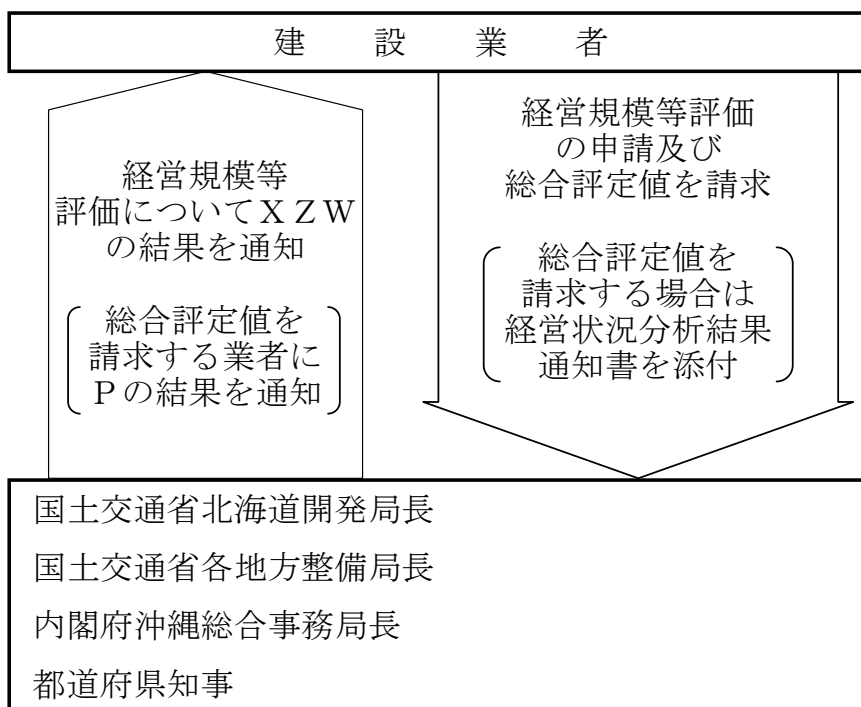 建設業者
経営規模等
評価についてＸＺＷ
の結果を通知
総合評定値を
請求する業者に
Ｐの結果を通知
経営規模等評価
の申請及び
総合評定値を請求
総合評定値を
請求する場合は
経営状況分析結果
通知書を添付
国土交通省北海道開発局長
国土交通省各地方整備局長
内閣府沖縄総合事務局長
都道府県知事